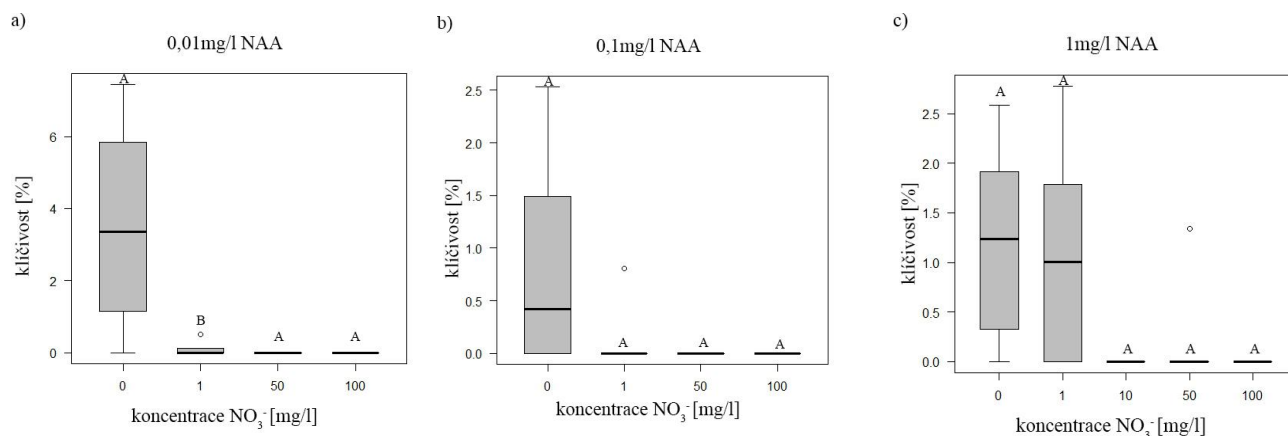 a)
0,01mg/l NAA
klíčivost [%]
6
4
2
0
A
B
A
A
0
1
50
100
koncentrace NO3- [mg/l]
b)
0,1mg/l NAA
klíčivost [%]
2.5
2.0
1.5
1.0
0.5
0.0
A
A
A
A
0
1
50
100
koncentrace NO3- [mg/l]
c)
1mg/l NAA
klíčivost [%]
2.5
2.0
1.5
1.0
0.5
0.0
A
A
A
A
A
0
1
10
50
100
koncentrace NO3- [mg/l]